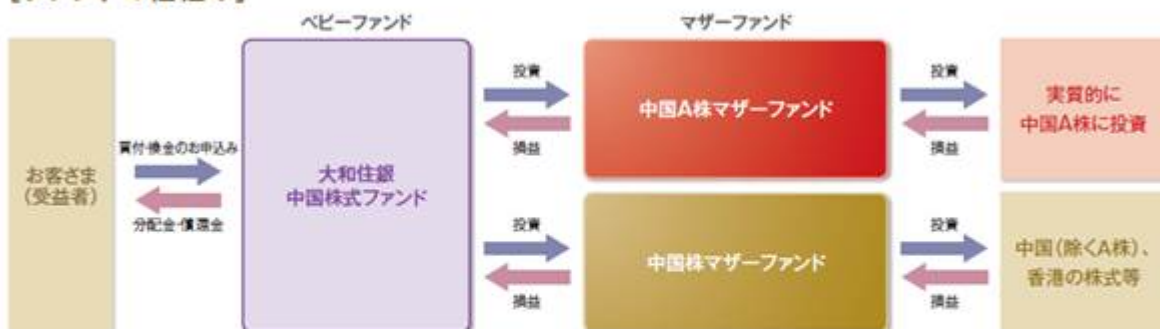 ベビーファンド
マザーファンド
お客さま
(受益者)
買付・換金のお申込み
分配金・償還金
大和住銀
中国株式ファンド
投資
損益
中国A株マザーファンド
投資
損益
実質的に
中国A株に投資
投資
損益
中国株マザーファンド
投資
損益
中国(除くA株)、
香港の株式等